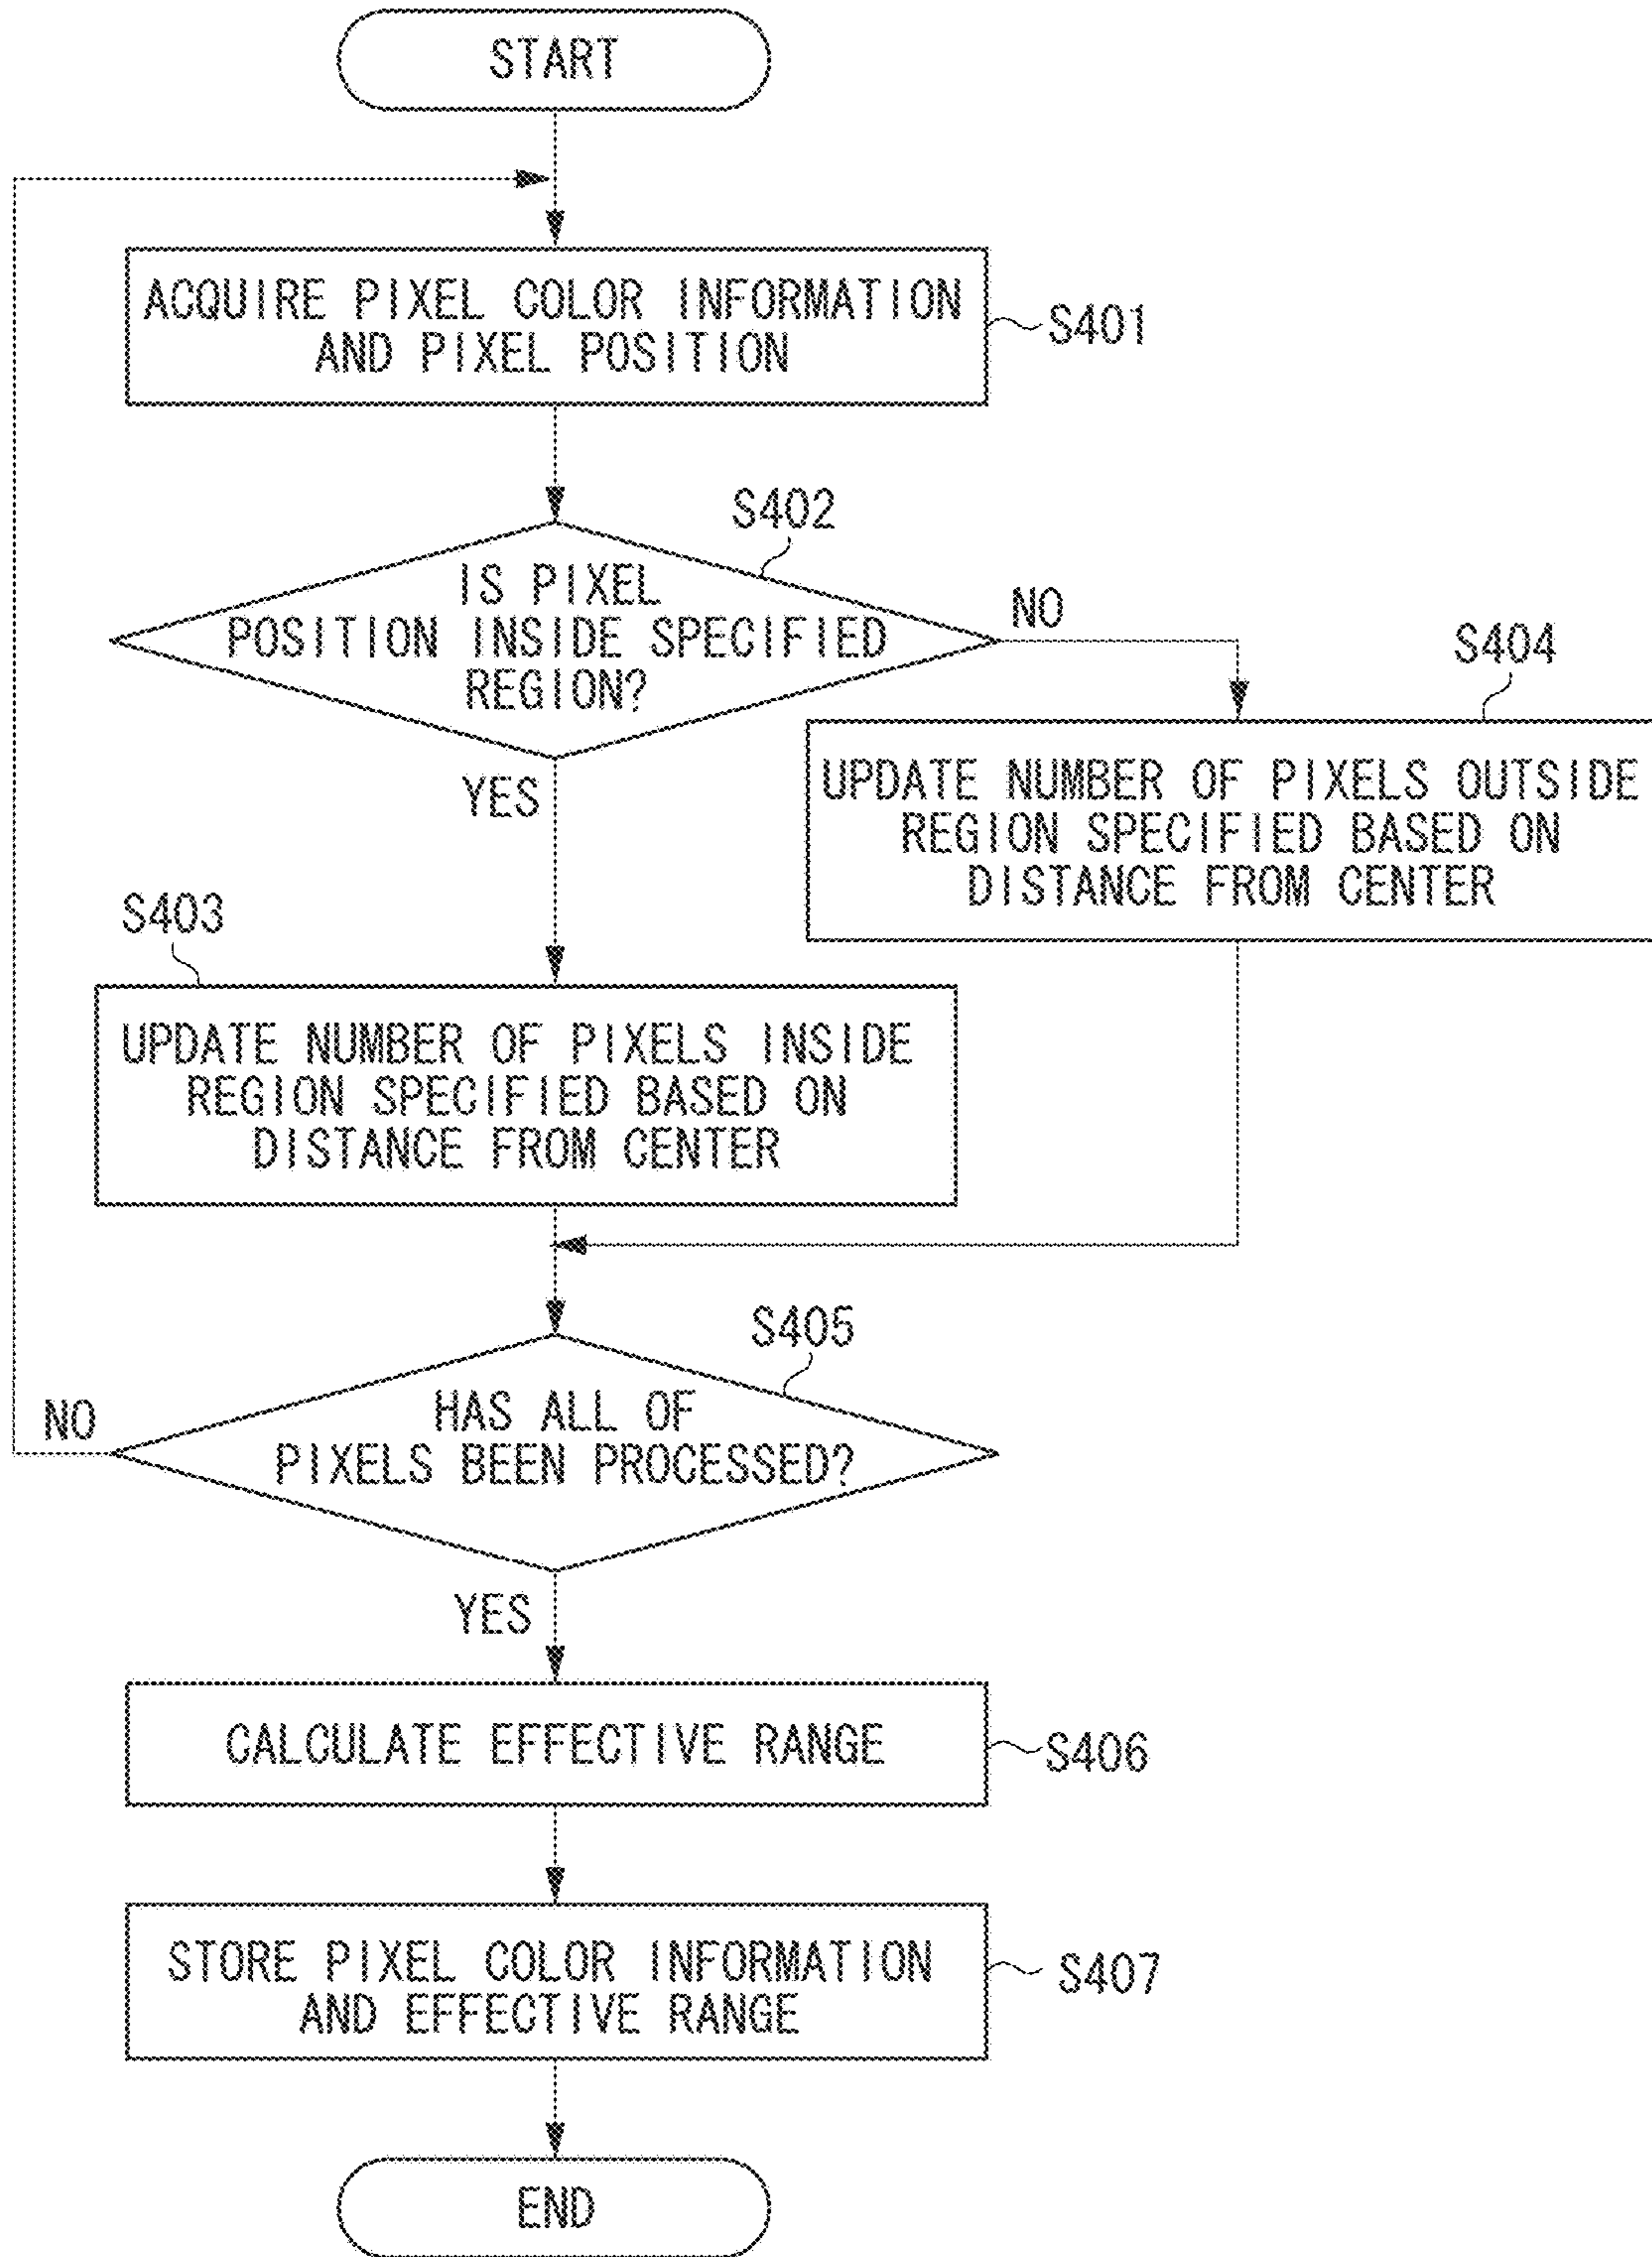 START
ACQUIRE PIXEL COLOR INFORMATION
AND PIXEL POSITION
S401
S402
IS PIXEL
POSITION INSIDE SPECIFIED
REGION?
NO
YES
S404
UPDATE NUMBER OF PIXELS OUTSIDE
REGION SPECIFIED BASED ON
DISTANCE FROM CENTER
S403
UPDATE NUMBER OF PIXELS INSIDE
REGION SPECIFIED BASED ON
DISTANCE FROM CENTER
S405
HAS ALL OF
PIXELS BEEN PROCESSED?
NO
YES
CALCULATE EFFECTIVE RANGE
S406
STORE PIXEL COLOR INFORMATION
AND EFFECTIVE RANGE
S407
END